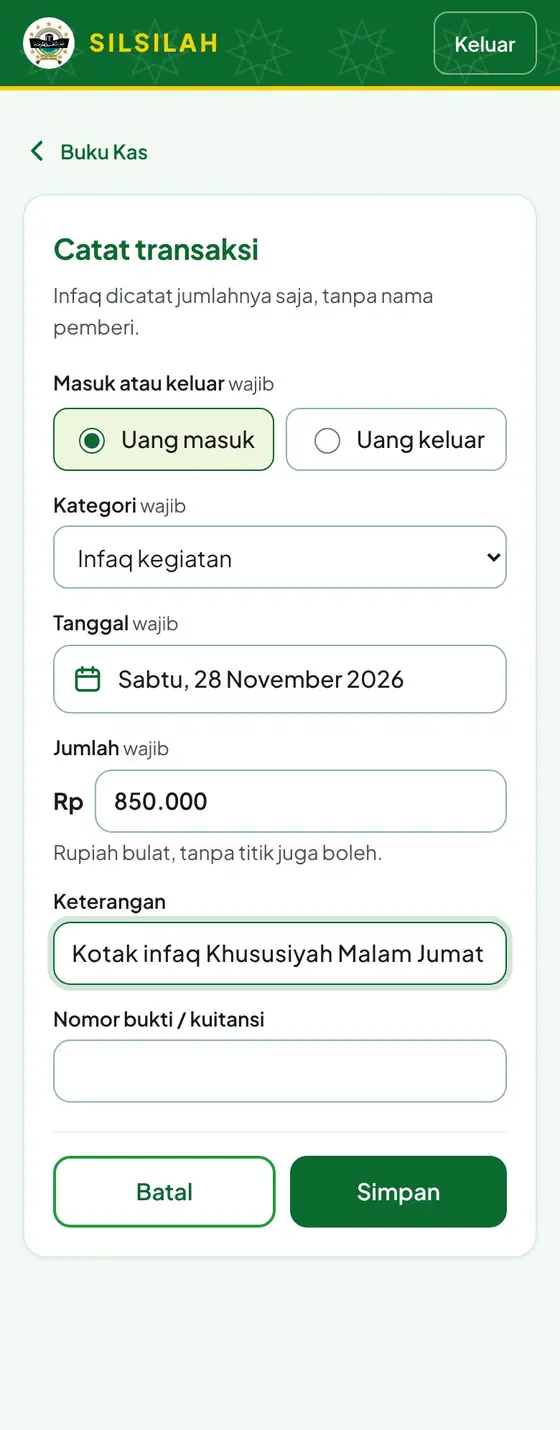 SILSILAH
Keluar
Buku Kas
Catat transaksi
Infaq dicatat jumlahnya saja, tanpa nama
pemberi.
Masuk atau keluar wajib
Uang masuk
Uang keluar
Kategori wajib
Infaq kegiatan
Tanggal wajib
Sabtu, 28 November 2026
Jumlah wajib
Rp 850.000
Rupiah bulat, tanpa titik juga boleh.
Keterangan
Kotak infaq Khususiyah Malam Jumat
Nomor bukti / kuitansi
Batal
Simpan